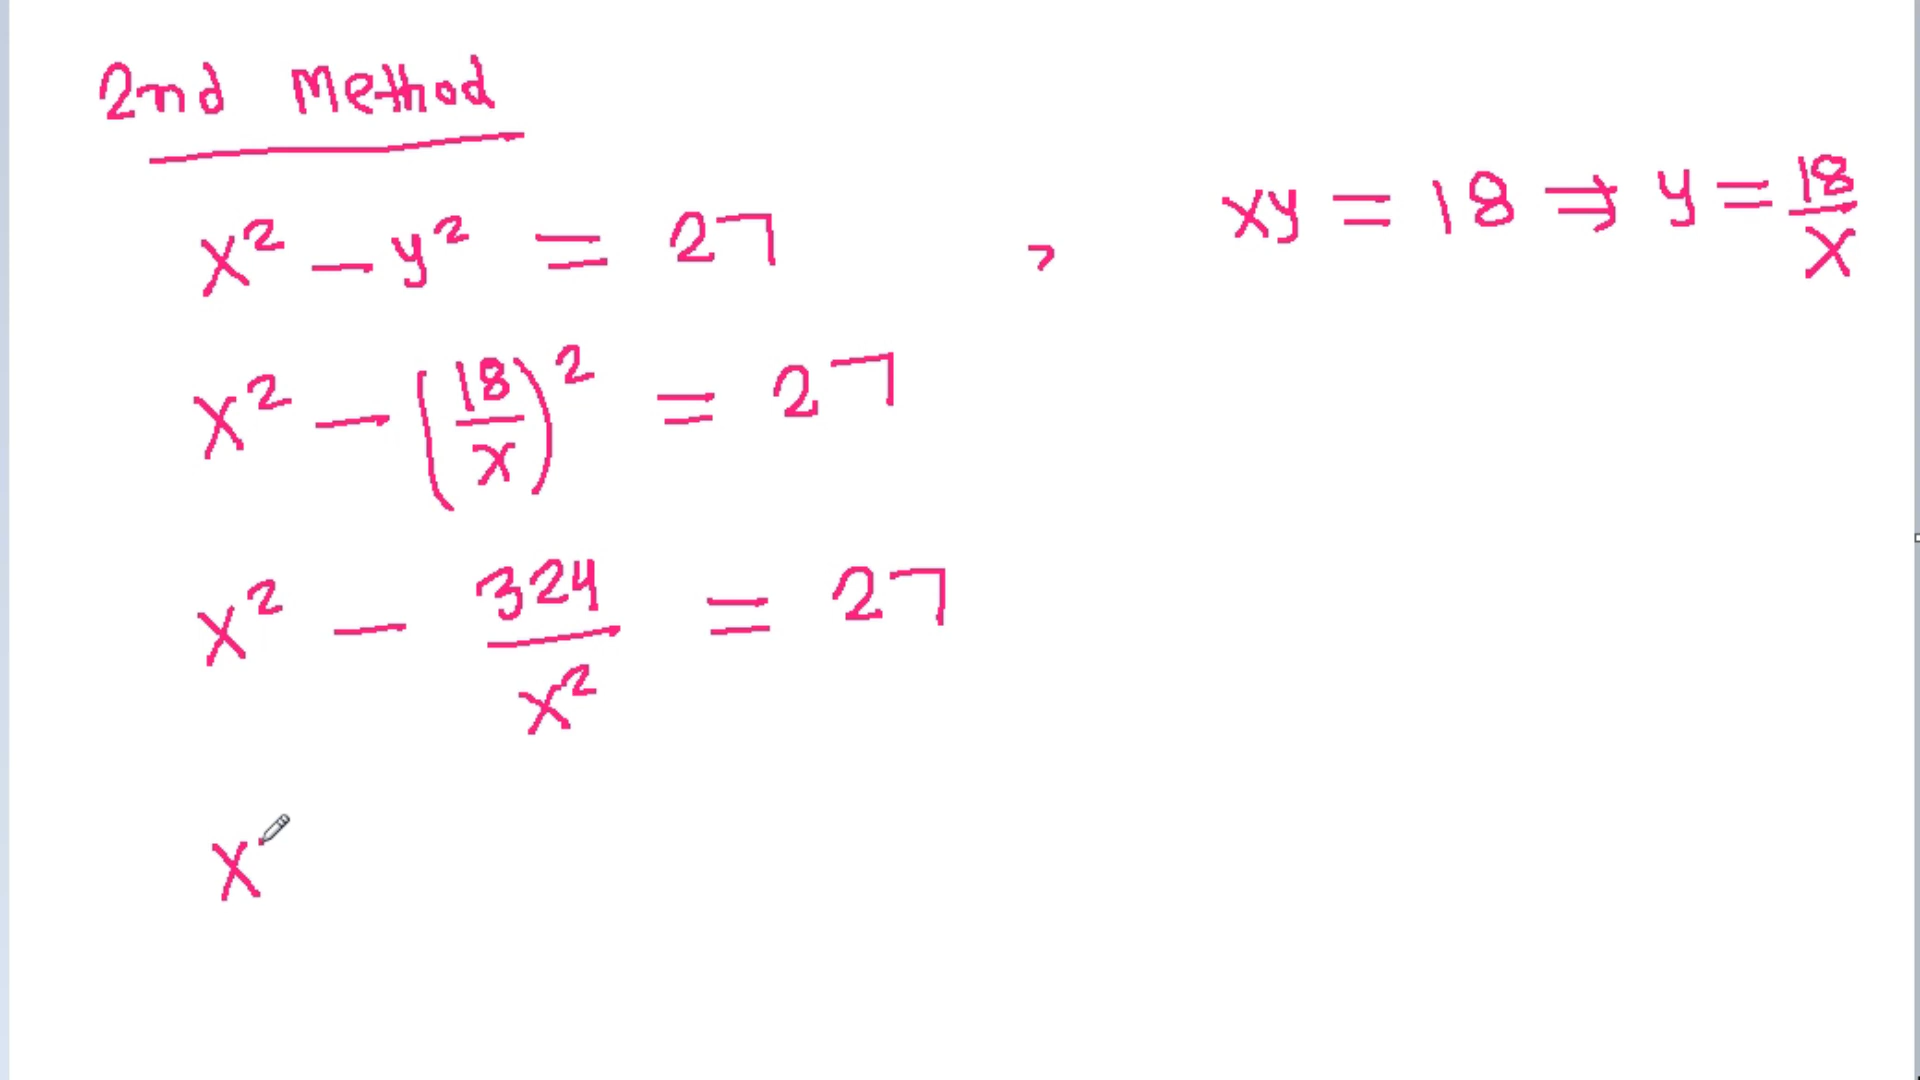 2nd Method
x² - y² = 27 , xy = 18 ⇒ y = 18/x
x² - (18/x)² = 27
x² - 324/x² = 27
x